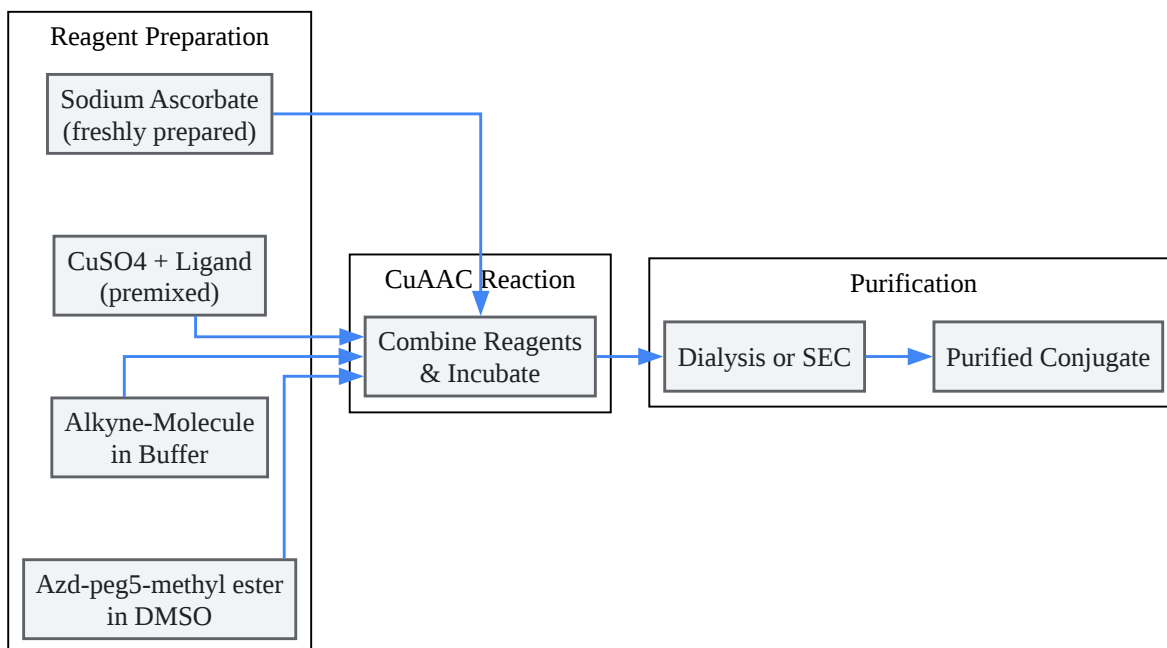 Reagent Preparation
Sodium Ascorbate
(freshly prepared)
CuSO4 + Ligand
(premixed)
Alkyne-Molecule
in Buffer
Azd-peg5-methyl ester
in DMSO
CuAAC Reaction
Combine Reagents
& Incubate
Purification
Dialysis or SEC
Purified Conjugate